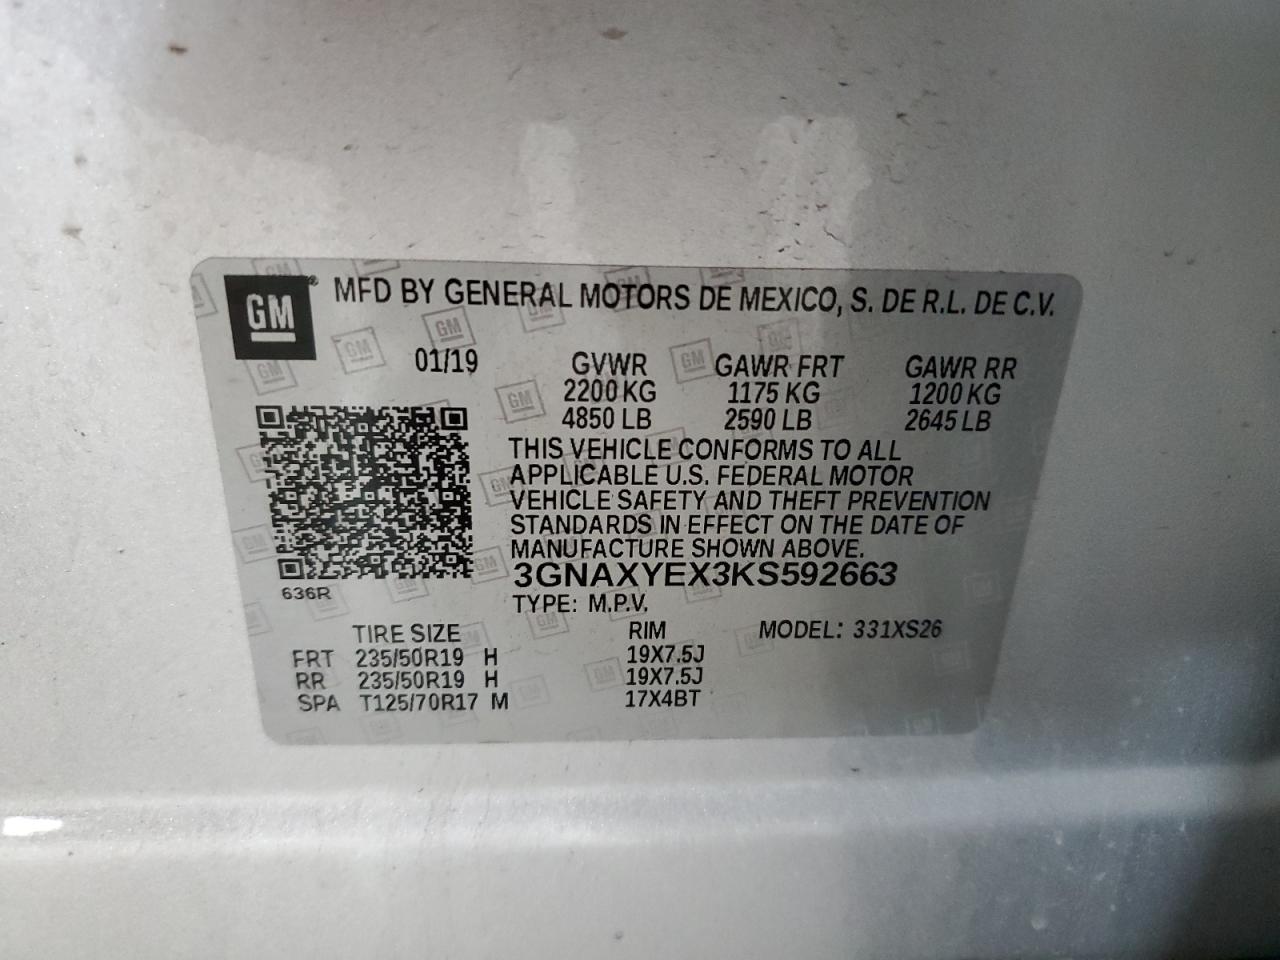 GM ® MFD BY GENERAL MOTORS DE MEXICO, S. DE R.L. DE C.V.
01/19 GVWR GAWR FRT GAWR RR
2200 KG 1175 KG 1200 KG
4850 LB 2590 LB 2645 LB
THIS VEHICLE CONFORMS TO ALL
APPLICABLE U.S. FEDERAL MOTOR
VEHICLE SAFETY AND THEFT PREVENTION
STANDARDS IN EFFECT ON THE DATE OF
MANUFACTURE SHOWN ABOVE.
3GNAXYEX3KS592663
636R
TYPE: M.P.V.
TIRE SIZE RIM MODEL: 331XS26
FRT 235/50R19 H 19X7.5J
RR 235/50R19 H 19X7.5J
SPA T125/70R17 M 17X4BT